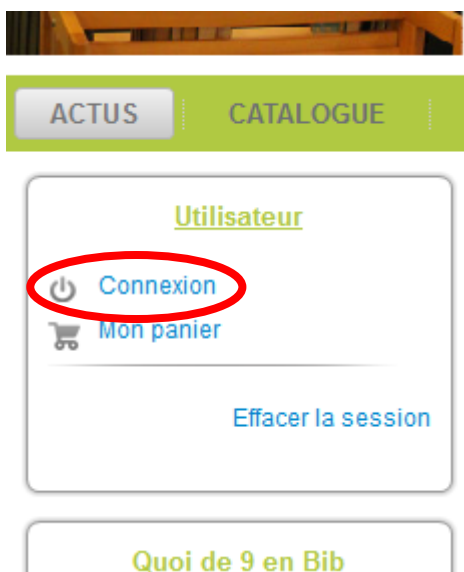 ACTUS CATALOGUE
Utilisateur
Connexion
Mon panier
Effacer la session
Quoi de 9 en Bib